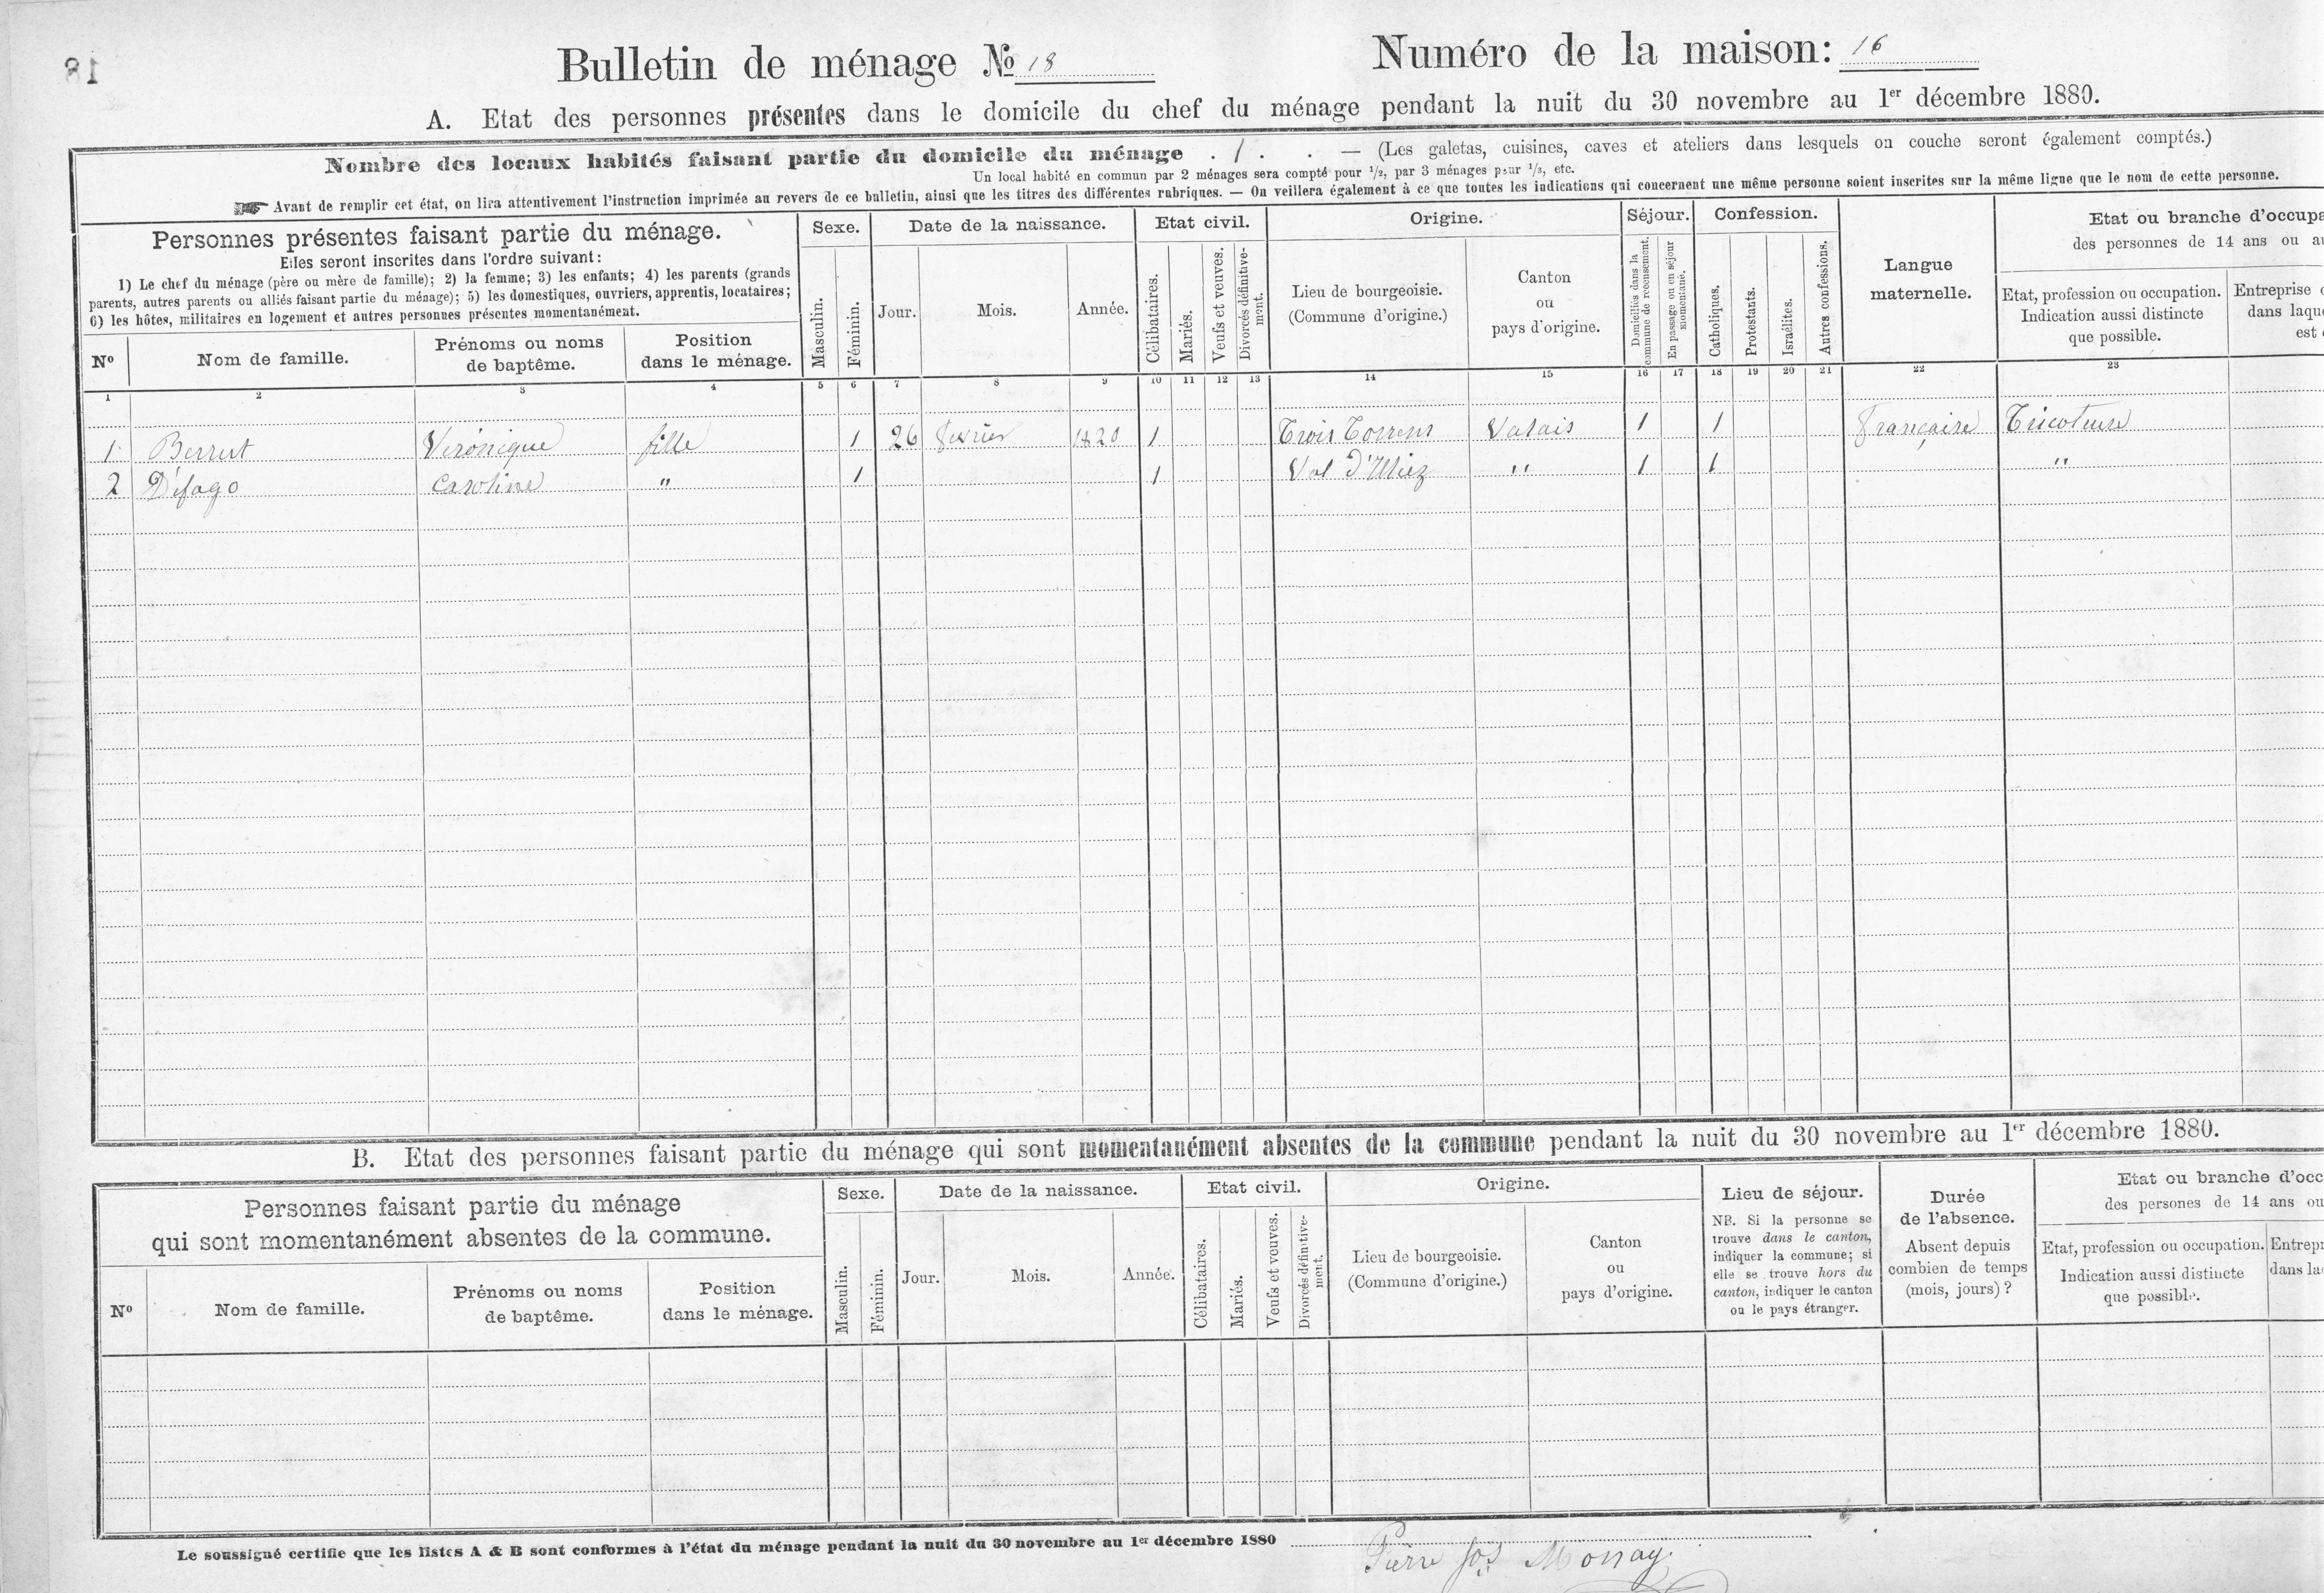 18
Bulletin de ménage № 18 Numéro de la maison: 16
A. Etat des personnes présentes dans le domicile du chef du ménage pendant la nuit du 30 novembre au 1er décembre 1880.
Nombre des locaux habités faisant partie du domicile du ménage . 1 . . — (Les galetas, cuisines, caves et ateliers dans lesquels on couche seront également comptés.)
Un local habité en commun par 2 ménages sera compté pour 1/2, par 3 ménages pour 1/3, etc.
Avant de remplir cet état, on lira attentivement l'instruction imprimée au revers de ce bulletin, ainsi que les titres des différentes rubriques. — On veillera également à ce que toutes les indications qui concernent une même personne soient inscrites sur la même ligne que le nom de cette personne.
Personnes présentes faisant partie du ménage.
Elles seront inscrites dans l'ordre suivant:
1) Le chef du ménage (père ou mère de famille); 2) la femme; 3) les enfants; 4) les parents (grands
parents, autres parents ou alliés faisant partie du ménage); 5) les domestiques, ouvriers, apprentis, locataires;
6) les hôtes, militaires en logement et autres personnes présentes momentanément.
Nº Nom de famille. Prénoms ou noms de baptême. Position dans le ménage.
Sexe. Masculin. Féminin.
Date de la naissance. Jour. Mois. Année.
Etat civil. Célibataires. Mariés. Veufs et veuves. Divorcés définitivement.
Origine. Lieu de bourgeoisie. (Commune d'origine.) Canton ou pays d'origine.
Séjour. Domiciliés dans la commune de recensement. En passage ou en séjour momentané.
Confession. Catholiques. Protestants. Israélites. Autres confessions.
Langue maternelle.
Etat ou branche d'occupa
des personnes de 14 ans ou a
Etat, profession ou occupation. Indication aussi distincte que possible.
Entreprise
dans laqu
est
1 2 3 4 5 6 7 8 9 10 11 12 13 14 15 16 17 18 19 20 21 22 23
1 Berrut Veronique fille 1 26 fevrier 1820 1 Trois Torrens Valais 1 1 Française Tricoteuse
2 Défago Caroline " 1 1 Val d'Illiez " 1 1 "
B. Etat des personnes faisant partie du ménage qui sont momentanément absentes de la commune pendant la nuit du 30 novembre au 1er décembre 1880.
Personnes faisant partie du ménage
qui sont momentanément absentes de la commune.
Nº Nom de famille. Prénoms ou noms de baptême. Position dans le ménage.
Sexe. Masculin. Féminin.
Date de la naissance. Jour. Mois. Année.
Etat civil. Célibataires. Mariés. Veufs et veuves. Divorcés définitivement.
Origine. Lieu de bourgeoisie. (Commune d'origine.) Canton ou pays d'origine.
Lieu de séjour.
NB. Si la personne se
trouve dans le canton,
indiquer la commune; si
elle se trouve hors du
canton, indiquer le canton
ou le pays étranger.
Durée
de l'absence.
Absent depuis
combien de temps
(mois, jours) ?
Etat ou branche d'occ
des persones de 14 ans ou
Etat, profession ou occupation. Indication aussi distincte que possible.
Entrepr
dans la
Le soussigné certifie que les listes A & B sont conformes à l'état du ménage pendant la nuit du 30 novembre au 1er décembre 1880
Pierre Jos Monay